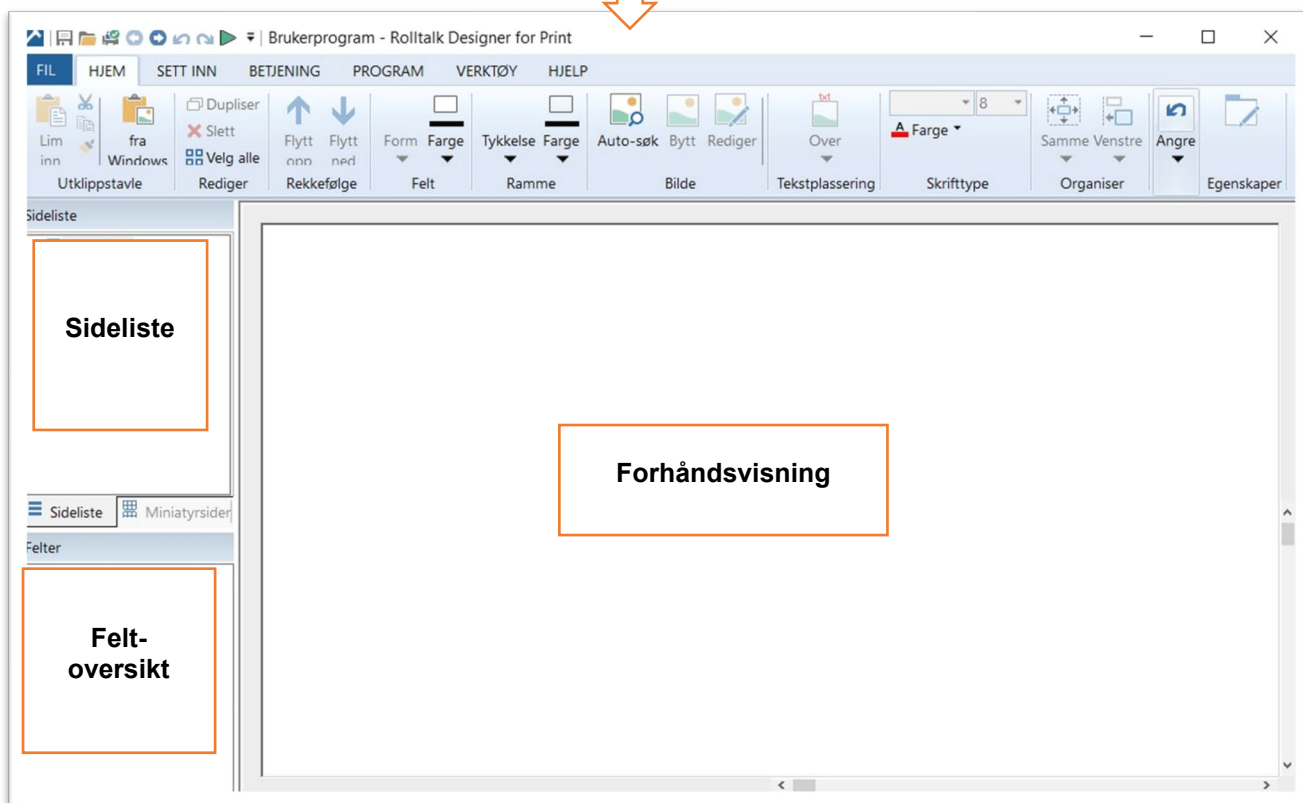 Brukerprogram - Rolltalk Designer for Print
FIL HJEM SETT INN BETJENING PROGRAM VERKTØY HJELP
Lim inn
fra Windows
Dupliser
Slett
Velg alle
Flytt opp
Flytt ned
Form Farge
Tykkelse Farge
Auto-søk Bytt Rediger
txt
Over
8
A Farge
Samme Venstre
Angre
Utklippstavle Rediger Rekkefølge Felt Ramme Bilde Tekstplassering Skrifttype Organiser Egenskaper
Sideliste
Sideliste
Forhåndsvisning
Sideliste Miniatyrsider
Felter
Felt-
oversikt